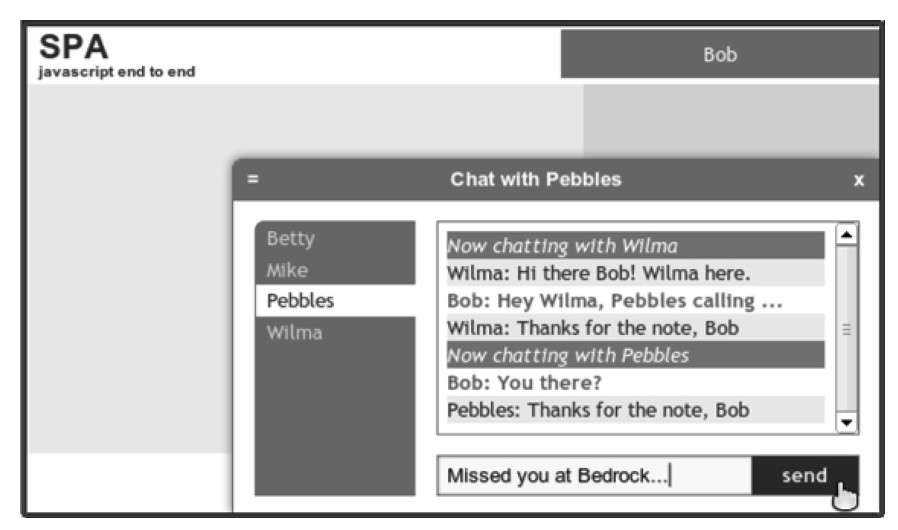 SPA
javascript end to end
Bob
=
Chat with Pebbles
x
Betty
Mike
Pebbles
Wilma
Now chatting with Wilma
Wilma: Hi there Bob! Wilma here.
Bob: Hey Wilma, Pebbles calling ...
Wilma: Thanks for the note, Bob
Now chatting with Pebbles
Bob: You there?
Pebbles: Thanks for the note, Bob
Missed you at Bedrock...
send